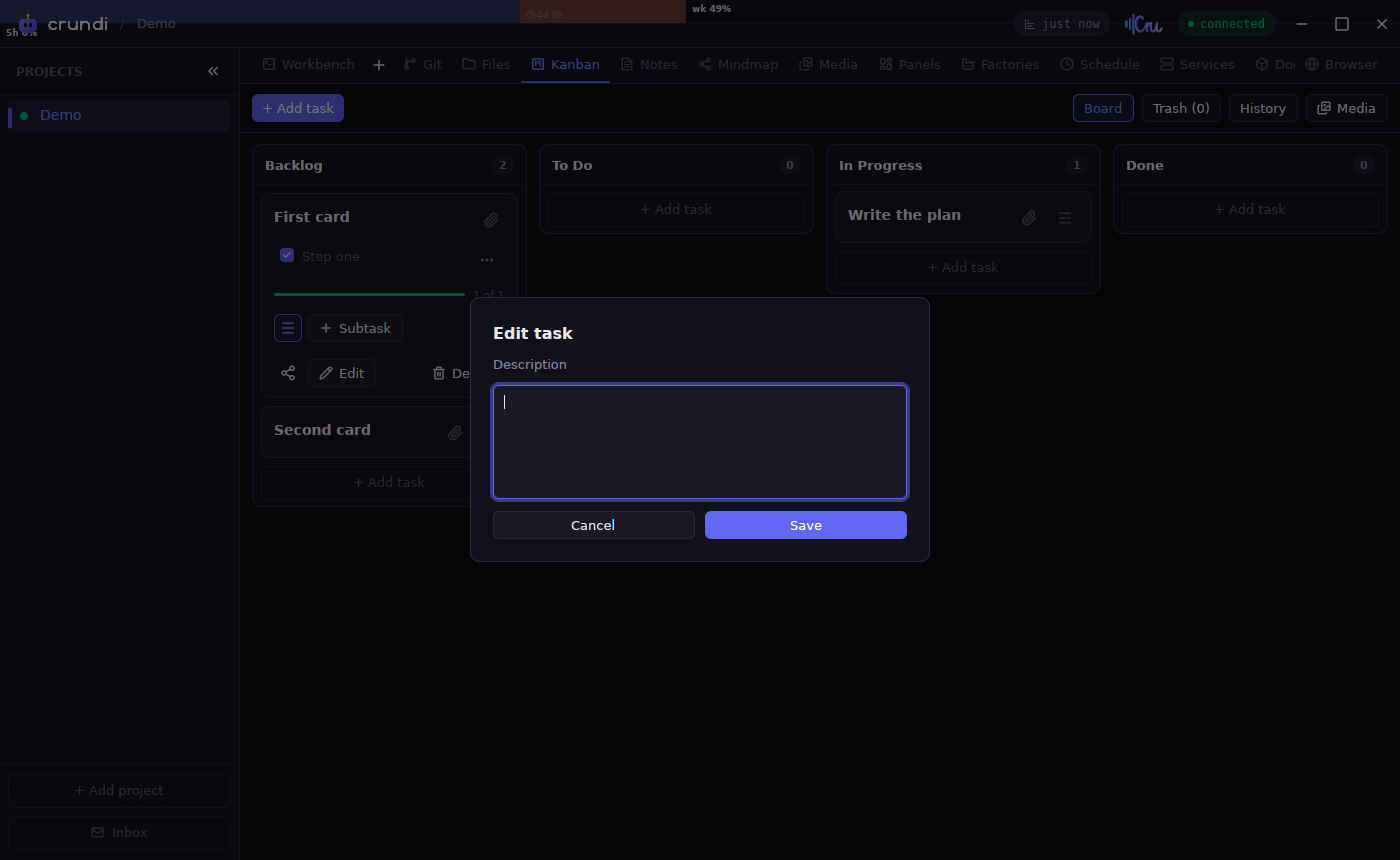 4d 9h
wk 49%
5h 6%
crundi / Demo
just now
Cru
connected
PROJECTS
Demo
+ Add project
Inbox
Workbench
+
Git
Files
Kanban
Notes
Mindmap
Media
Panels
Factories
Schedule
Services
Doc
Browser
+ Add task
Board
Trash (0)
History
Media
Backlog 2
First card
Step one
...
1 of 1
+ Subtask
Edit
De
Second card
+ Add task
To Do 0
+ Add task
In Progress 1
Write the plan
+ Add task
Done 0
+ Add task
Edit task
Description
Cancel
Save